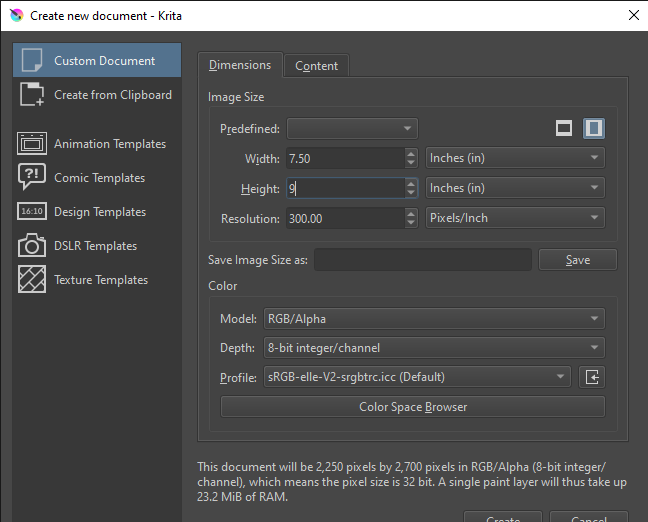 Create new document - Krita
Custom Document
Create from Clipboard
Animation Templates
Comic Templates
16:10 Design Templates
DSLR Templates
Texture Templates
Dimensions Content
Image Size
Predefined:
Width: 7.50 Inches (in)
Height: 9 Inches (in)
Resolution: 300.00 Pixels/Inch
Save Image Size as: Save
Color
Model: RGB/Alpha
Depth: 8-bit integer/channel
Profile: sRGB-elle-V2-srgbtrc.icc (Default)
Color Space Browser
This document will be 2,250 pixels by 2,700 pixels in RGB/Alpha (8-bit integer/
channel), which means the pixel size is 32 bit. A single paint layer will thus take up
23.2 MiB of RAM.
Create Cancel